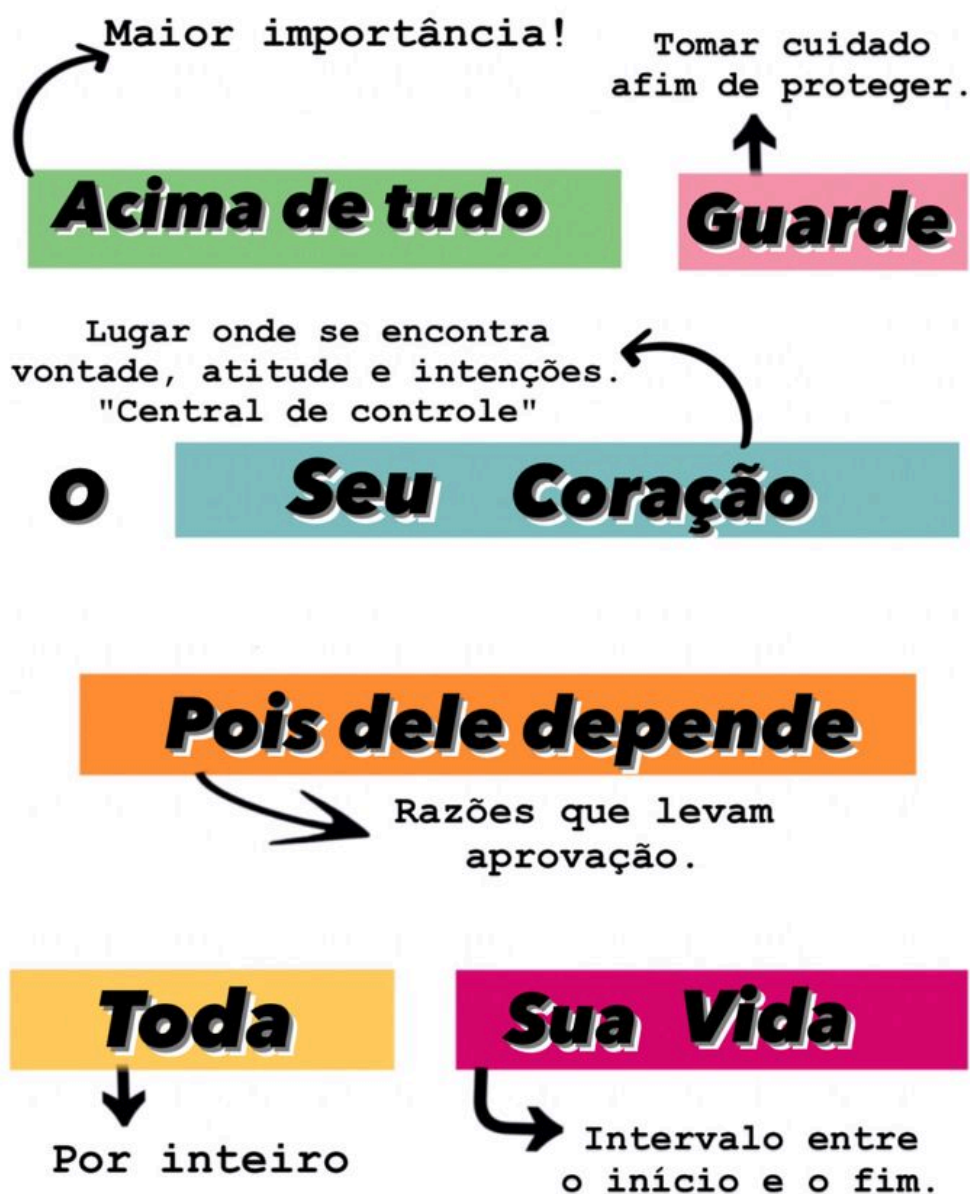 Maior importância!
Tomar cuidado
afim de proteger.
Acima de tudo
Guarde
Lugar onde se encontra
vontade, atitude e intenções.
"Central de controle"
o Seu Coração
Pois dele depende
Razões que levam
aprovação.
Toda
Sua Vida
Por inteiro
Intervalo entre
o início e o fim.